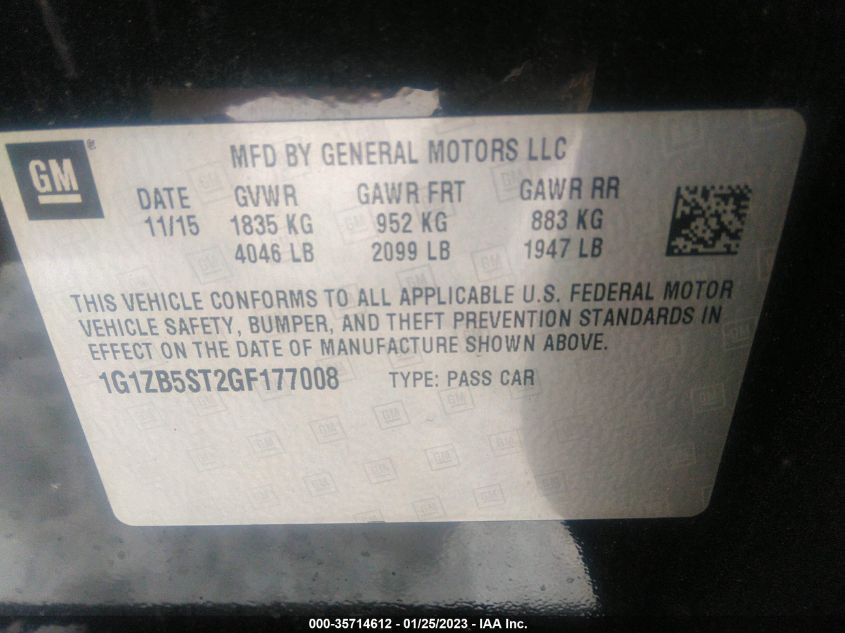 GM
MFD BY GENERAL MOTORS LLC
DATE GVWR GAWR FRT GAWR RR
11/15 1835 KG 952 KG 883 KG
4046 LB 2099 LB 1947 LB
THIS VEHICLE CONFORMS TO ALL APPLICABLE U.S. FEDERAL MOTOR
VEHICLE SAFETY, BUMPER, AND THEFT PREVENTION STANDARDS IN
EFFECT ON THE DATE OF MANUFACTURE SHOWN ABOVE.
1G1ZB5ST2GF177008 TYPE: PASS CAR
000-35714612 - 01/25/2023 - IAA Inc.